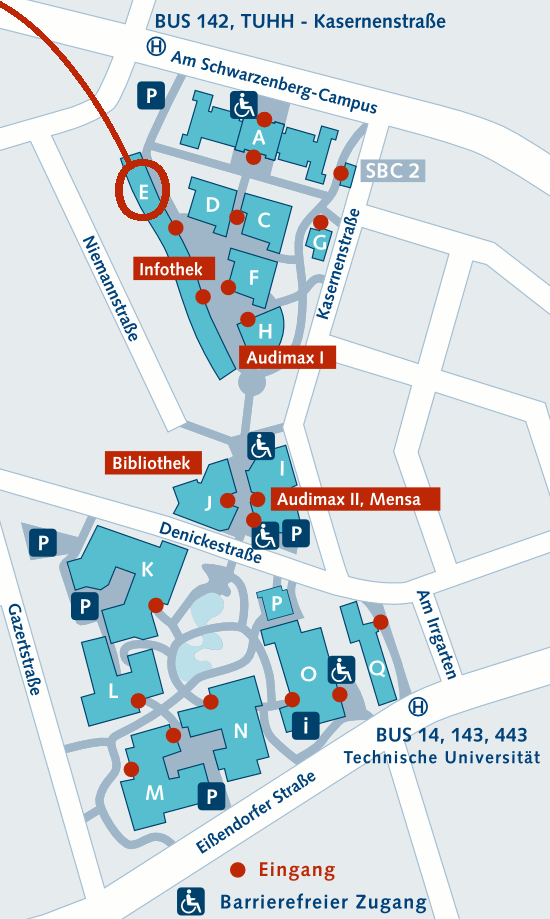 BUS 142, TUHH - Kasernenstraße
H
Am Schwarzenberg-Campus
P
A
SBC 2
E
D
C
G
Kasernenstraße
Niemannstraße
Infothek
F
H
Audimax I
Bibliothek
I
J
Audimax II, Mensa
P
Denickestraße
P
K
P
P
Gazertstraße
Am Irrgarten
L
O
Q
H
i
N
BUS 14, 143, 443
Technische Universität
M
P
Eißendorfer Straße
Eingang
Barrierefreier Zugang